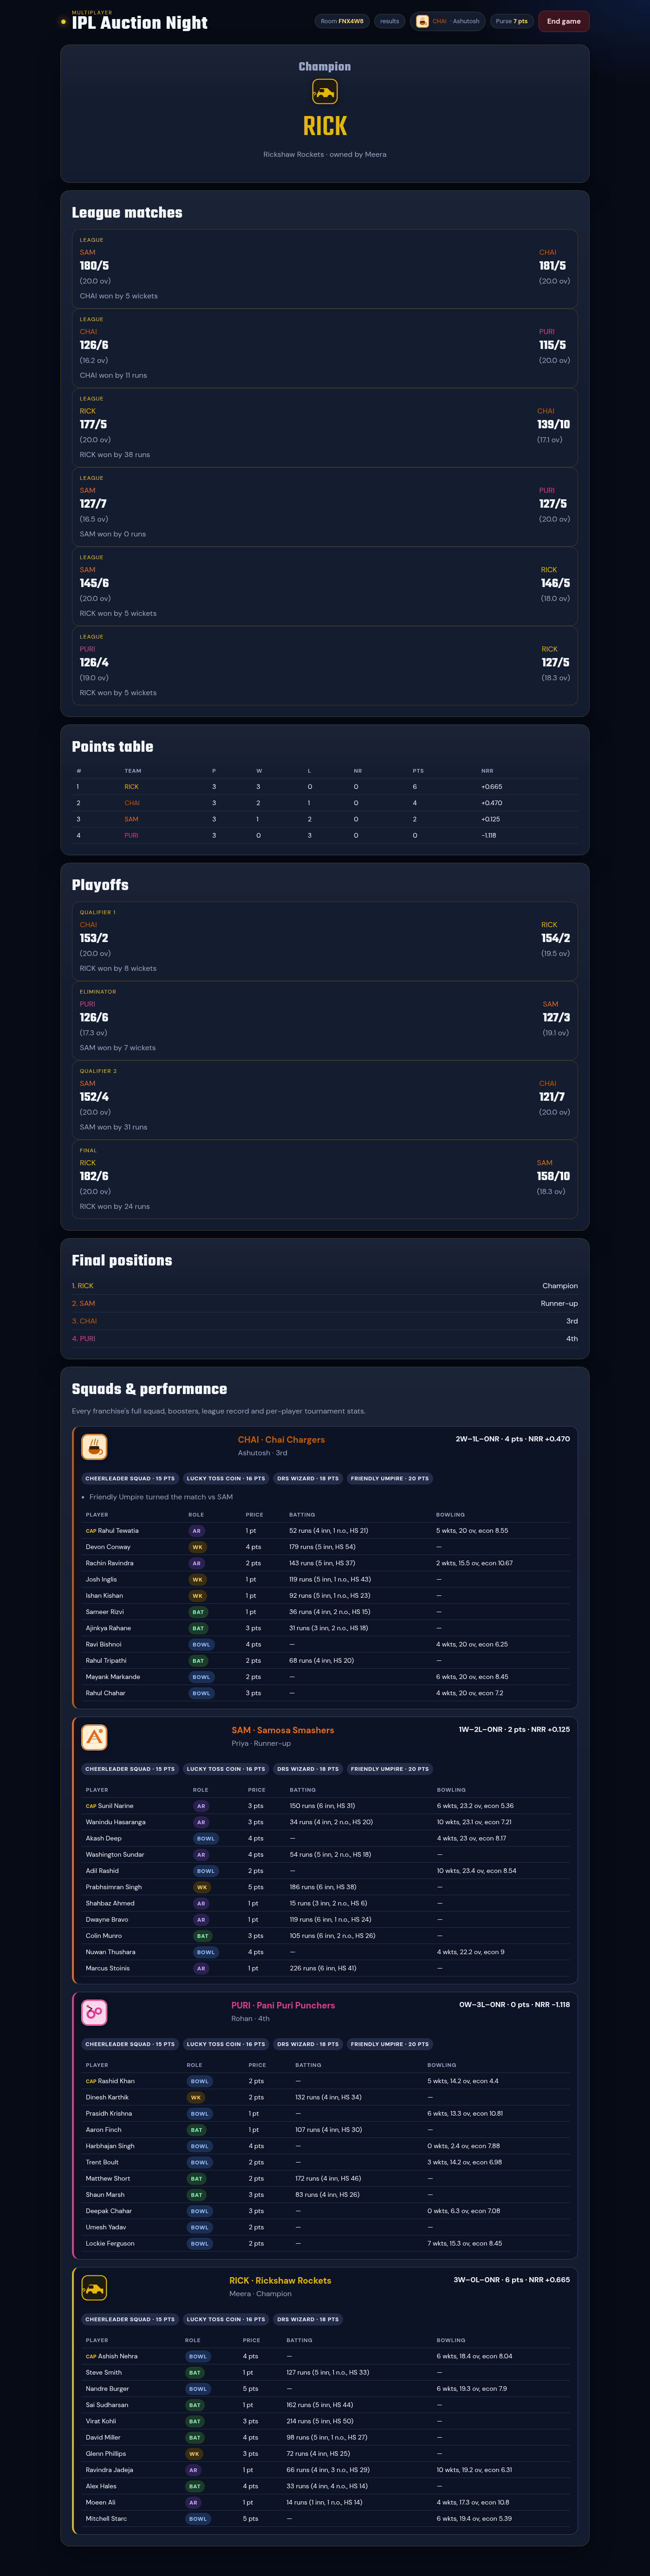 MULTIPLAYER
IPL Auction Night
Room FNX4W8 results CHAI · Ashutosh Purse 7 pts End game
Champion
RICK
Rickshaw Rockets · owned by Meera
League matches
LEAGUE
SAM CHAI
180/5 181/5
(20.0 ov) (20.0 ov)
CHAI won by 5 wickets
LEAGUE
CHAI PURI
126/6 115/5
(16.2 ov) (20.0 ov)
CHAI won by 11 runs
LEAGUE
RICK CHAI
177/5 139/10
(20.0 ov) (17.1 ov)
RICK won by 38 runs
LEAGUE
SAM PURI
127/7 127/5
(16.5 ov) (20.0 ov)
SAM won by 0 runs
LEAGUE
SAM RICK
145/6 146/5
(20.0 ov) (18.0 ov)
RICK won by 5 wickets
LEAGUE
PURI RICK
126/4 127/5
(19.0 ov) (18.3 ov)
RICK won by 5 wickets
Points table
# TEAM P W L NR PTS NRR
1 RICK 3 3 0 0 6 +0.665
2 CHAI 3 2 1 0 4 +0.470
3 SAM 3 1 2 0 2 +0.125
4 PURI 3 0 3 0 0 -1.118
Playoffs
QUALIFIER 1
CHAI RICK
153/2 154/2
(20.0 ov) (19.5 ov)
RICK won by 8 wickets
ELIMINATOR
PURI SAM
126/6 127/3
(17.3 ov) (19.1 ov)
SAM won by 7 wickets
QUALIFIER 2
SAM CHAI
152/4 121/7
(20.0 ov) (20.0 ov)
SAM won by 31 runs
FINAL
RICK SAM
182/6 158/10
(20.0 ov) (18.3 ov)
RICK won by 24 runs
Final positions
1. RICK Champion
2. SAM Runner-up
3. CHAI 3rd
4. PURI 4th
Squads & performance
Every franchise's full squad, boosters, league record and per-player tournament stats.
CHAI · Chai Chargers 2W–1L–0NR · 4 pts · NRR +0.470
Ashutosh · 3rd
CHEERLEADER SQUAD · 15 PTS LUCKY TOSS COIN · 16 PTS DRS WIZARD · 18 PTS FRIENDLY UMPIRE · 20 PTS
• Friendly Umpire turned the match vs SAM
PLAYER ROLE PRICE BATTING BOWLING
CAP Rahul Tewatia AR 1 pt 52 runs (4 inn, 1 n.o., HS 21) 5 wkts, 20 ov, econ 8.55
Devon Conway WK 4 pts 179 runs (5 inn, HS 54) —
Rachin Ravindra AR 2 pts 143 runs (5 inn, HS 37) 2 wkts, 15.5 ov, econ 10.67
Josh Inglis WK 1 pt 119 runs (5 inn, 1 n.o., HS 43) —
Ishan Kishan WK 1 pt 92 runs (5 inn, 1 n.o., HS 23) —
Sameer Rizvi BAT 1 pt 36 runs (4 inn, 2 n.o., HS 15) —
Ajinkya Rahane BAT 3 pts 31 runs (3 inn, 2 n.o., HS 18) —
Ravi Bishnoi BOWL 4 pts — 4 wkts, 20 ov, econ 6.25
Rahul Tripathi BAT 2 pts 68 runs (4 inn, HS 20) —
Mayank Markande BOWL 2 pts — 6 wkts, 20 ov, econ 8.45
Rahul Chahar BOWL 3 pts — 4 wkts, 20 ov, econ 7.2
SAM · Samosa Smashers 1W–2L–0NR · 2 pts · NRR +0.125
Priya · Runner-up
CHEERLEADER SQUAD · 15 PTS LUCKY TOSS COIN · 16 PTS DRS WIZARD · 18 PTS FRIENDLY UMPIRE · 20 PTS
PLAYER ROLE PRICE BATTING BOWLING
CAP Sunil Narine AR 3 pts 150 runs (6 inn, HS 31) 6 wkts, 23.2 ov, econ 5.36
Wanindu Hasaranga AR 3 pts 34 runs (4 inn, 2 n.o., HS 20) 10 wkts, 23.1 ov, econ 7.21
Akash Deep BOWL 4 pts — 4 wkts, 23 ov, econ 8.17
Washington Sundar AR 4 pts 54 runs (5 inn, 2 n.o., HS 18) —
Adil Rashid BOWL 2 pts — 10 wkts, 23.4 ov, econ 8.54
Prabhsimran Singh WK 5 pts 186 runs (6 inn, HS 38) —
Shahbaz Ahmed AR 1 pt 15 runs (3 inn, 2 n.o., HS 6) —
Dwayne Bravo AR 1 pt 119 runs (6 inn, 1 n.o., HS 24) —
Colin Munro BAT 3 pts 105 runs (6 inn, 2 n.o., HS 26) —
Nuwan Thushara BOWL 4 pts — 4 wkts, 22.2 ov, econ 9
Marcus Stoinis AR 1 pt 226 runs (6 inn, HS 41) —
PURI · Pani Puri Punchers 0W–3L–0NR · 0 pts · NRR -1.118
Rohan · 4th
CHEERLEADER SQUAD · 15 PTS LUCKY TOSS COIN · 16 PTS DRS WIZARD · 18 PTS FRIENDLY UMPIRE · 20 PTS
PLAYER ROLE PRICE BATTING BOWLING
CAP Rashid Khan BOWL 2 pts — 5 wkts, 14.2 ov, econ 4.4
Dinesh Karthik WK 2 pts 132 runs (4 inn, HS 34) —
Prasidh Krishna BOWL 1 pt — 6 wkts, 13.3 ov, econ 10.81
Aaron Finch BAT 1 pt 107 runs (4 inn, HS 30) —
Harbhajan Singh BOWL 4 pts — 0 wkts, 2.4 ov, econ 7.88
Trent Boult BOWL 2 pts — 3 wkts, 14.2 ov, econ 6.98
Matthew Short BAT 2 pts 172 runs (4 inn, HS 46) —
Shaun Marsh BAT 3 pts 83 runs (4 inn, HS 26) —
Deepak Chahar BOWL 3 pts — 0 wkts, 6.3 ov, econ 7.08
Umesh Yadav BOWL 2 pts — —
Lockie Ferguson BOWL 2 pts — 7 wkts, 15.3 ov, econ 8.45
RICK · Rickshaw Rockets 3W–0L–0NR · 6 pts · NRR +0.665
Meera · Champion
CHEERLEADER SQUAD · 15 PTS LUCKY TOSS COIN · 16 PTS DRS WIZARD · 18 PTS
PLAYER ROLE PRICE BATTING BOWLING
CAP Ashish Nehra BOWL 4 pts — 6 wkts, 18.4 ov, econ 8.04
Steve Smith BAT 1 pt 127 runs (5 inn, 1 n.o., HS 33) —
Nandre Burger BOWL 5 pts — 6 wkts, 19.3 ov, econ 7.9
Sai Sudharsan BAT 1 pt 162 runs (5 inn, HS 44) —
Virat Kohli BAT 3 pts 214 runs (5 inn, HS 50) —
David Miller BAT 4 pts 98 runs (5 inn, 1 n.o., HS 27) —
Glenn Phillips WK 3 pts 72 runs (4 inn, HS 25) —
Ravindra Jadeja AR 1 pt 66 runs (4 inn, 3 n.o., HS 29) 10 wkts, 19.2 ov, econ 6.31
Alex Hales BAT 4 pts 33 runs (4 inn, 4 n.o., HS 14) —
Moeen Ali AR 1 pt 14 runs (1 inn, 1 n.o., HS 14) 4 wkts, 17.3 ov, econ 10.8
Mitchell Starc BOWL 5 pts — 6 wkts, 19.4 ov, econ 5.39